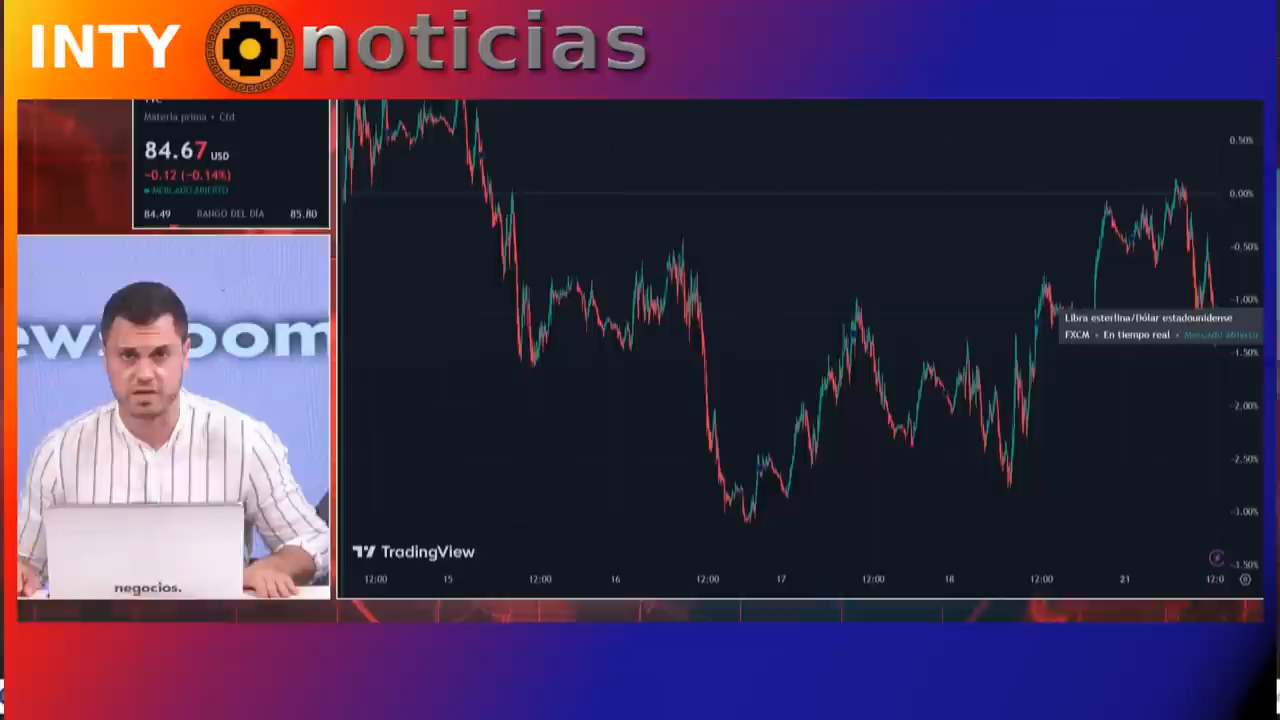 INTY noticias
Materia prima • Cfd
84.67 USD
−0.12 (−0.14%)
MERCADO ABIERTO
84.49 RANGO DEL DÍA 85.80
ewsroom
negocios.
0.50%
0.00%
−0.50%
−1.00%
Libra esterlina/Dólar estadounidense
FXCM • En tiempo real • Mercado abierto
−1.50%
−2.00%
−2.50%
−3.00%
−3.50%
TradingView
12:00 15 12:00 16 12:00 17 12:00 18 12:00 21 12:0